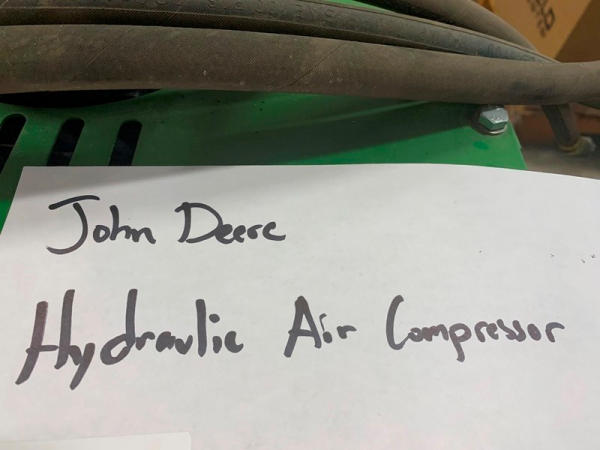 John Deere
Hydraulic Air Compressor